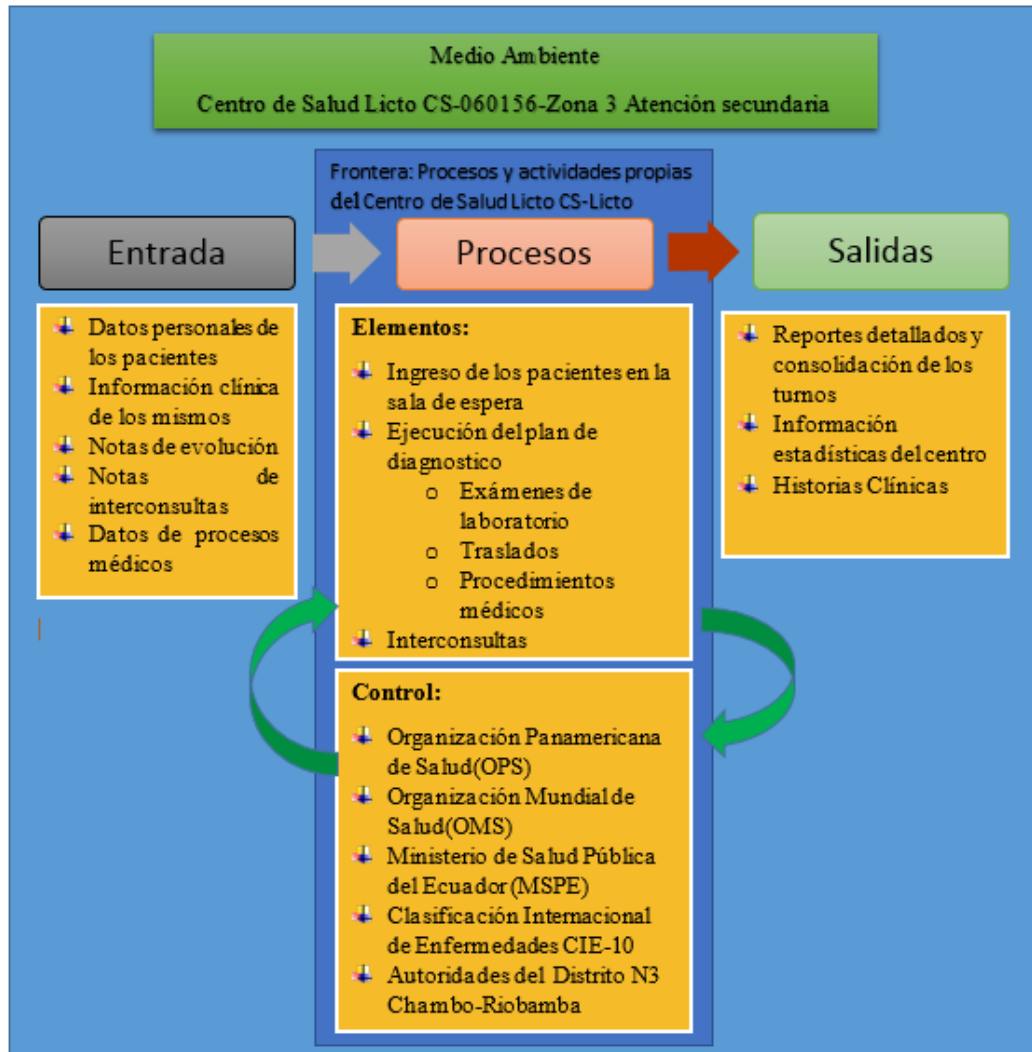 Medio Ambiente
Centro de Salud Licto CS-060156-Zona 3 Atención secundaria
Frontera: Procesos y actividades propias
del Centro de Salud Licto CS-Licto
Entrada
Procesos
Salidas
Datos personales de
los pacientes
Información clínica
de los mismos
Notas de evolución
Notas de
interconsultas
Datos de procesos
médicos
Elementos:
Ingreso de los pacientes en la
sala de espera
Ejecución del plan de
diagnostico
o Exámenes de
laboratorio
o Traslados
o Procedimientos
médicos
Interconsultas
Reportes detallados y
consolidación de los
turnos
Información
estadísticas del centro
Historias Clínicas
Control:
Organización Panamericana
de Salud(OPS)
Organización Mundial de
Salud(OMS)
Ministerio de Salud Pública
del Ecuador (MSPE)
Clasificación Internacional
de Enfermedades CIE-10
Autoridades del Distrito N3
Chambo-Riobamba